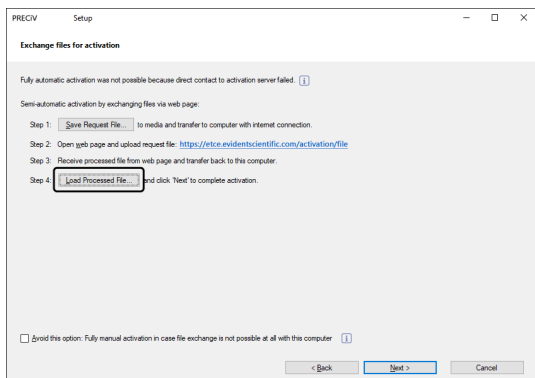 PRECiV Setup
Exchange files for activation
Fully automatic activation was not possible because direct contact to activation server failed. i
Semi-automatic activation by exchanging files via web page:
Step 1: Save Request File... to media and transfer to computer with internet connection.
Step 2: Open web page and upload request file: https://etce.evidentscientific.com/activation/file
Step 3: Receive processed file from web page and transfer back to this computer.
Step 4: Load Processed File... and click 'Next' to complete activation.
Avoid this option: Fully manual activation in case file exchange is not possible at all with this computer i
< Back Next > Cancel